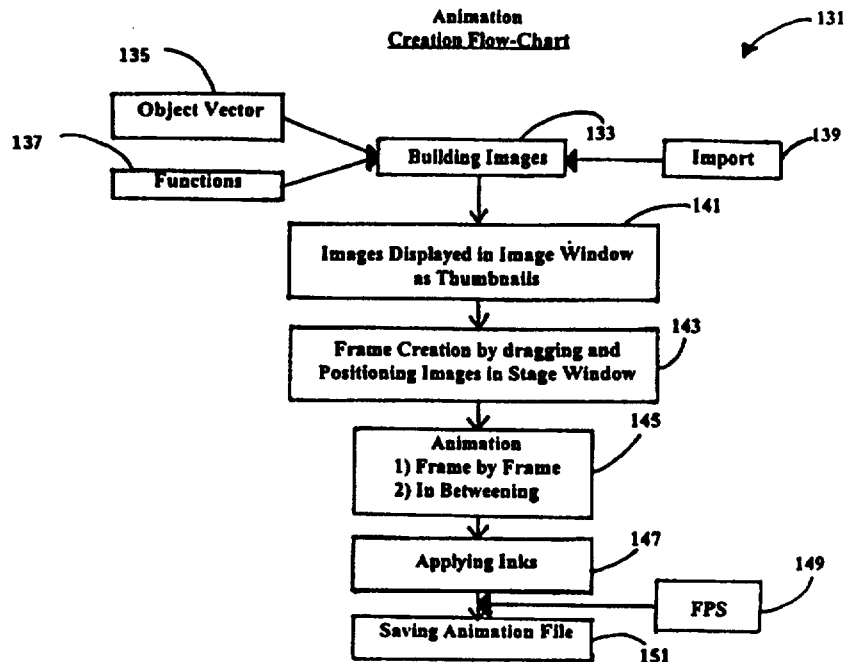 Animation
Creation Flow-Chart
131
135
Object Vector
137
Functions
133
Building Images
139
Import
141
Images Displayed in Image Window
as Thumbnails
143
Frame Creation by dragging and
Positioning Images in Stage Window
145
Animation
1) Frame by Frame
2) In Betweening
147
Applying Inks
149
FPS
Saving Animation File
151